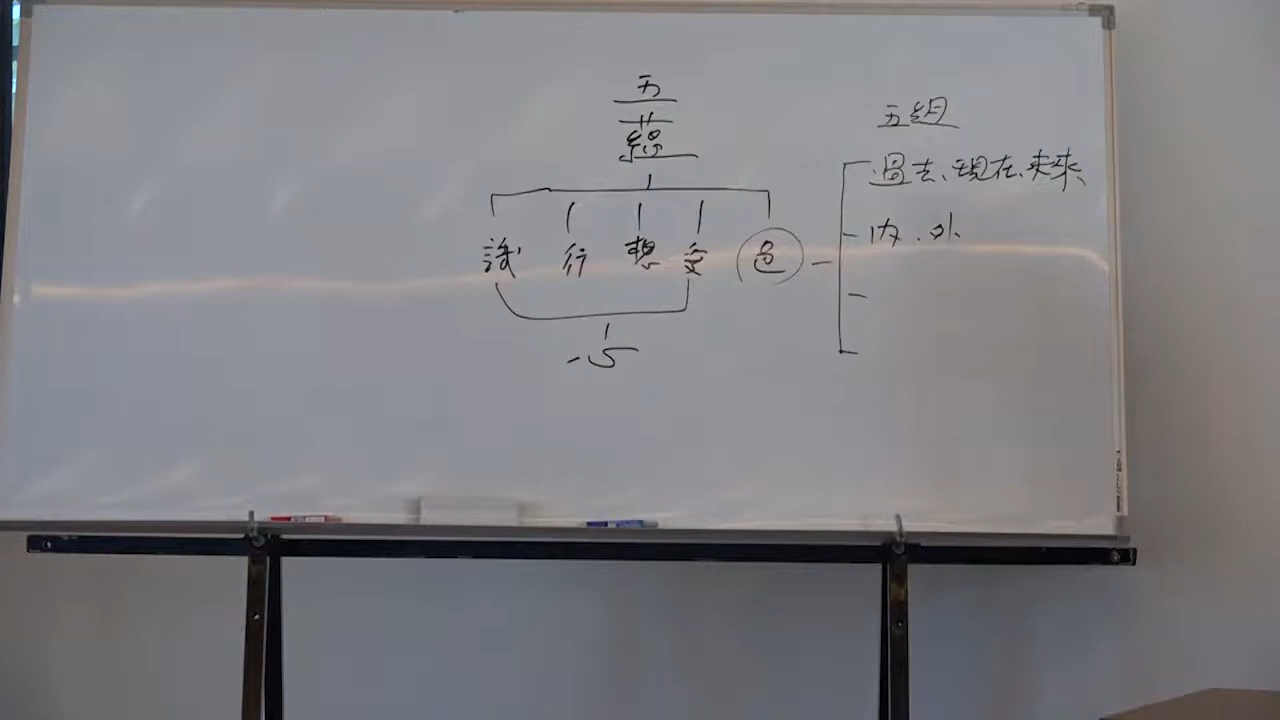 五
蘊
五組
過去、現在、未來
內、外
識 行 想 受 色
心